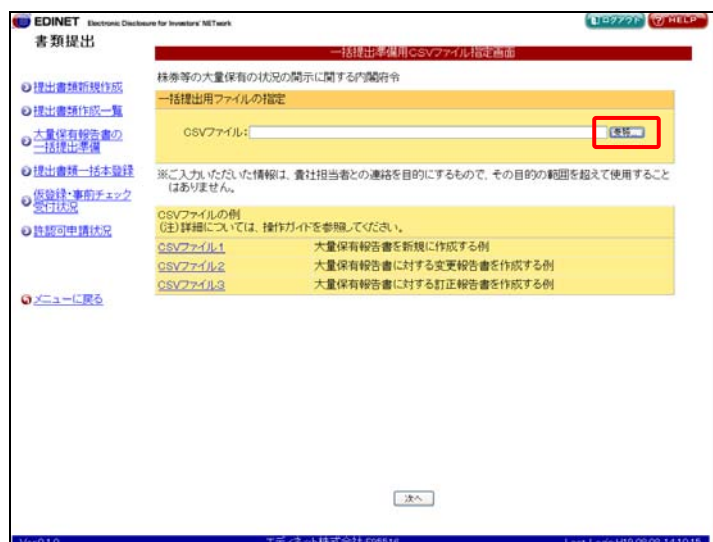 EDINET Electronic Disclosure for Investors' NETwork
ログアウト HELP
書類提出
一括提出準備用CSVファイル指定画面
株券等の大量保有の状況の開示に関する内閣府令
一括提出用ファイルの指定
CSVファイル:
参照...
提出書類新規作成
提出書類作成一覧
大量保有報告書の
一括提出準備
提出書類一括本登録
仮登録・事前チェック
受付状況
許認可申請状況
メニューに戻る
※ご入力いただいた情報は、貴社担当者との連絡を目的にするもので、その目的の範囲を超えて使用すること
はありません。
CSVファイルの例
(注)詳細については、操作ガイドを参照してください。
CSVファイル1 大量保有報告書を新規に作成する例
CSVファイル2 大量保有報告書に対する変更報告書を作成する例
CSVファイル3 大量保有報告書に対する訂正報告書を作成する例
次へ